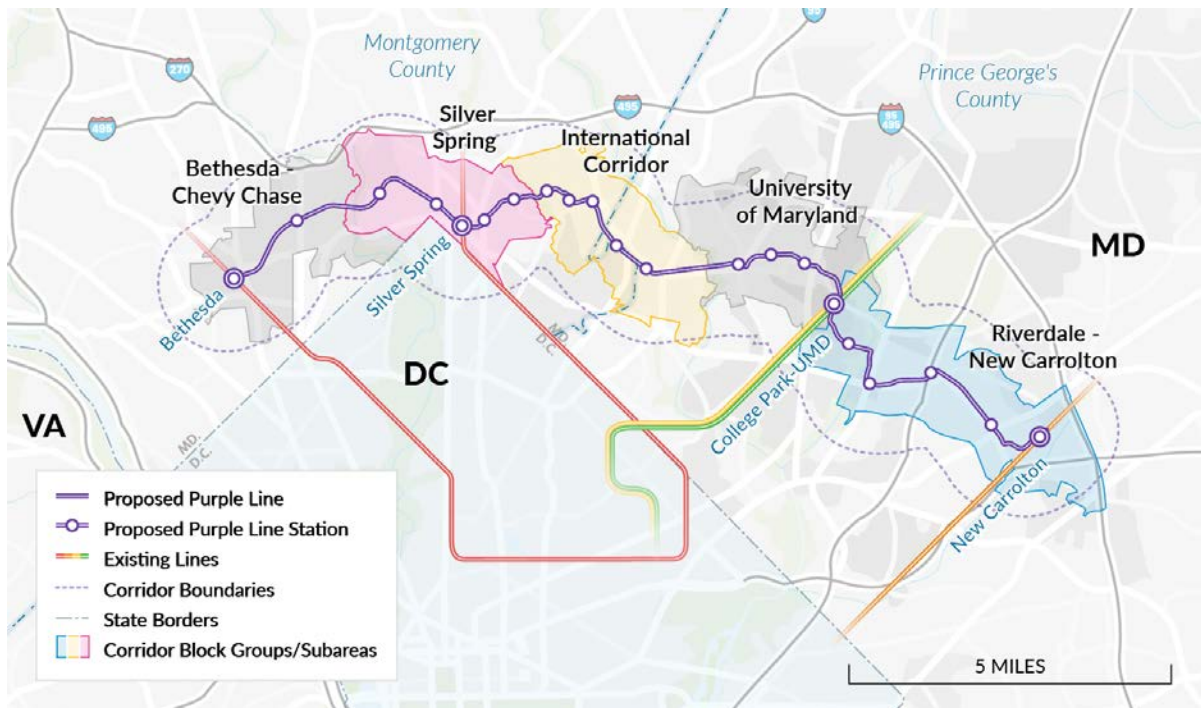 Montgomery
County
Prince George's
County
270
495
495
95
495
95
Silver
Spring
International
Corridor
Bethesda -
Chevy Chase
University
of Maryland
MD
Riverdale -
New Carrolton
Bethesda
Silver Spring
MD
D.C.
DC
College Park-UMD
New Carrolton
VA
MD
D.C.
Proposed Purple Line
Proposed Purple Line Station
Existing Lines
Corridor Boundaries
State Borders
Corridor Block Groups/Subareas
5 MILES